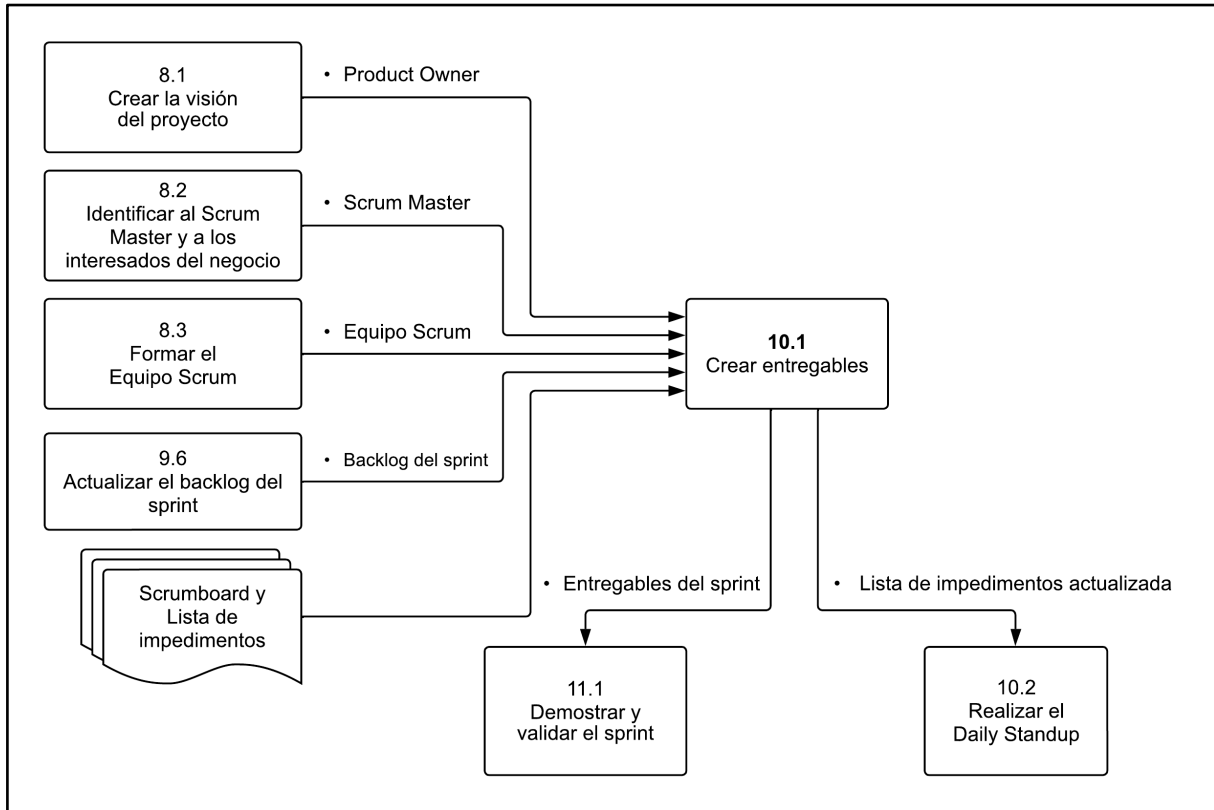 8.1
Crear la visión
del proyecto
• Product Owner
8.2
Identificar al Scrum
Master y a los
interesados del negocio
• Scrum Master
8.3
Formar el
Equipo Scrum
• Equipo Scrum
10.1
Crear entregables
9.6
Actualizar el backlog del
sprint
• Backlog del sprint
Scrumboard y
Lista de
impedimentos
• Entregables del sprint
• Lista de impedimentos actualizada
11.1
Demostrar y
validar el sprint
10.2
Realizar el
Daily Standup